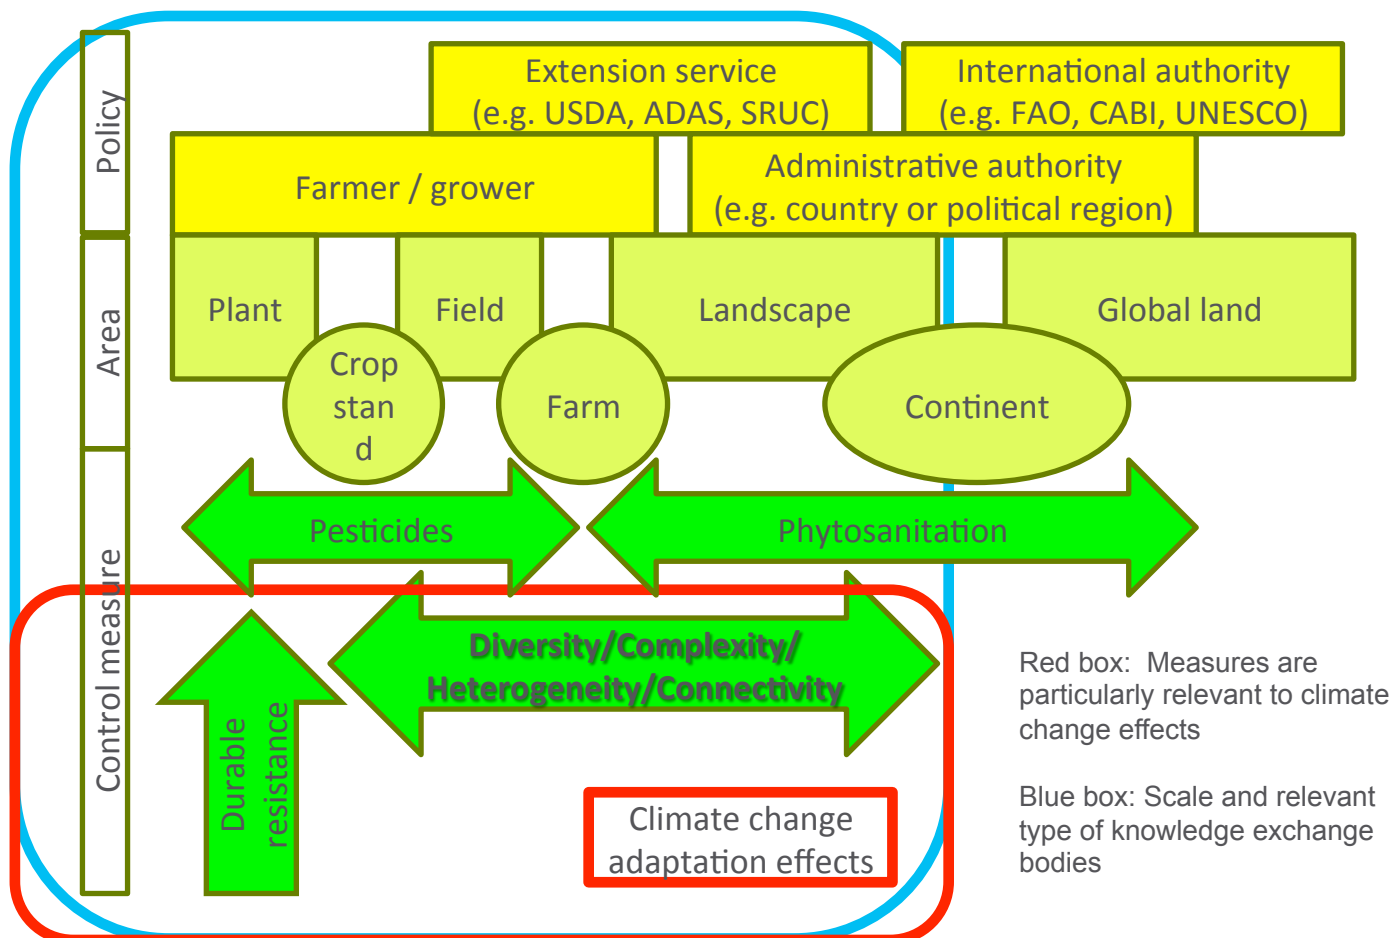 Policy
Extension service
(e.g. USDA, ADAS, SRUC)
International authority
(e.g. FAO, CABI, UNESCO)
Farmer / grower
Administrative authority
(e.g. country or political region)
Area
Plant
Field
Landscape
Global land
Crop
stan
d
Farm
Continent
Control measure
Pesticides
Phytosanitation
Diversity/Complexity/
Heterogeneity/Connectivity
Durable
resistance
Climate change
adaptation effects
Red box:  Measures are
particularly relevant to climate
change effects
Blue box: Scale and relevant
type of knowledge exchange
bodies